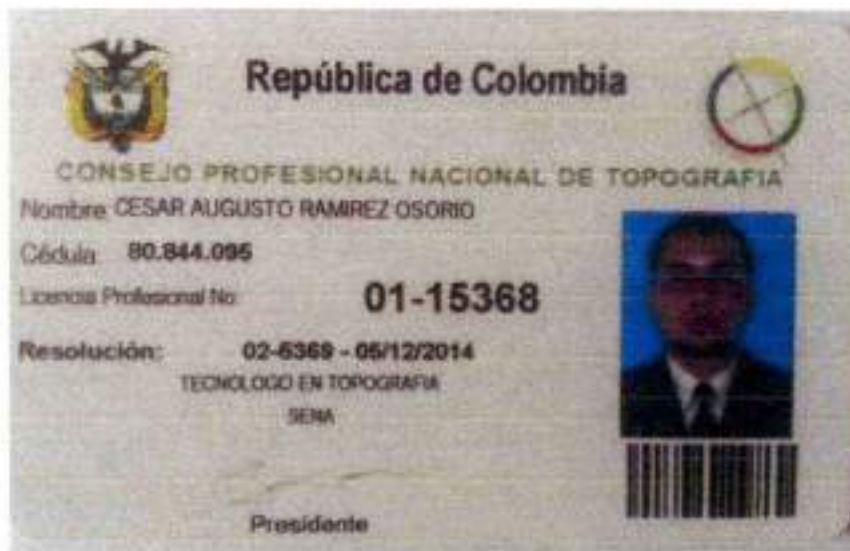 República de Colombia
CONSEJO PROFESIONAL NACIONAL DE TOPOGRAFIA
Nombre CESAR AUGUSTO RAMIREZ OSORIO
Cédula 80.844.095
Licencia Profesional No 01-15368
Resolución: 02-5369 - 05/12/2014
TECNOLOGO EN TOPOGRAFIA
SENA
Presidente